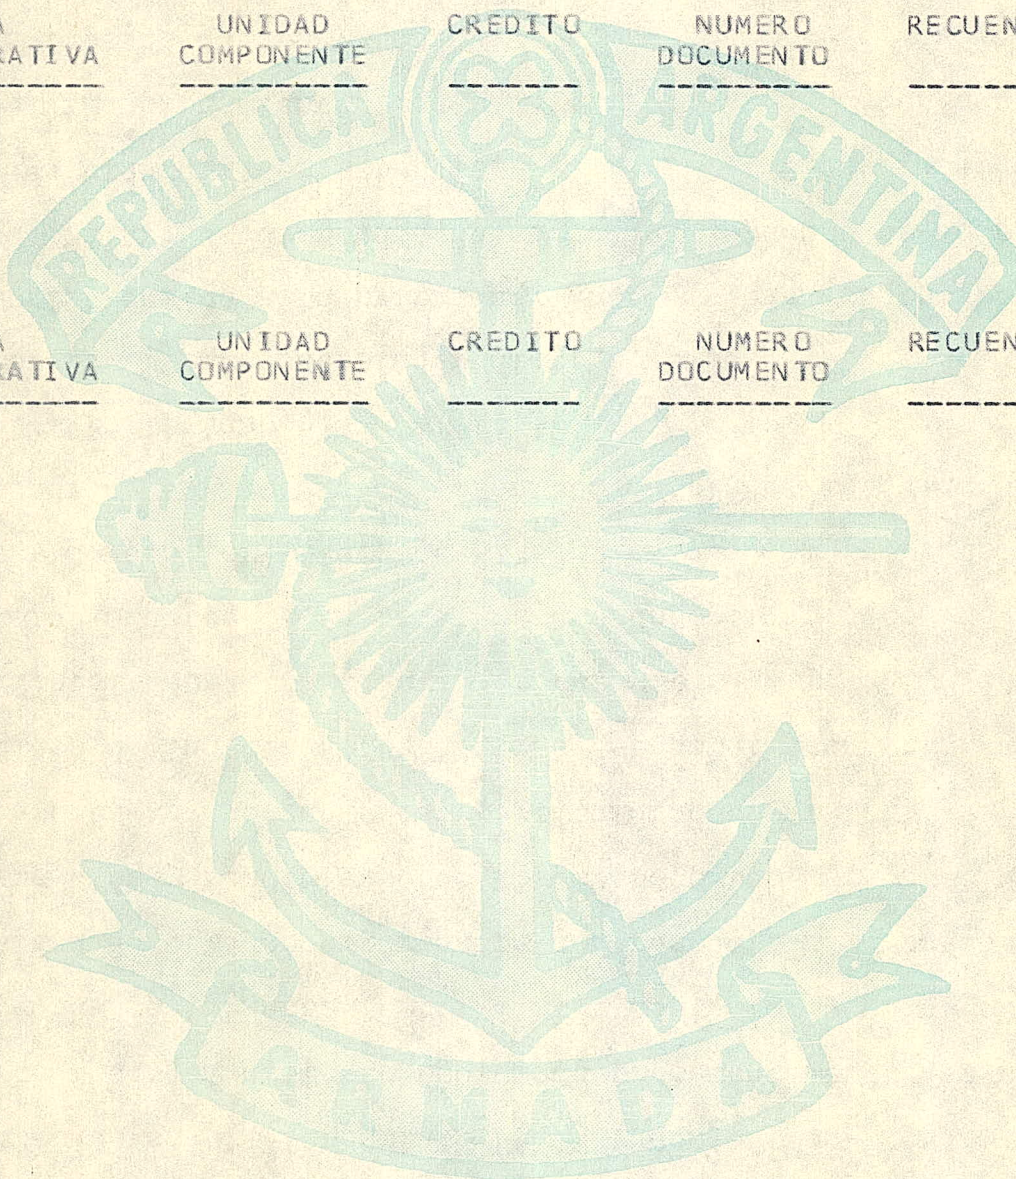 A UNIDAD CREDITO NUMERO RECUEN
RATIVA COMPONENTE DOCUMENTO
REPUBLICA ARGENTINA
A UNIDAD CREDITO NUMERO RECUEN
RATIVA COMPONENTE DOCUMENTO
ARMADA